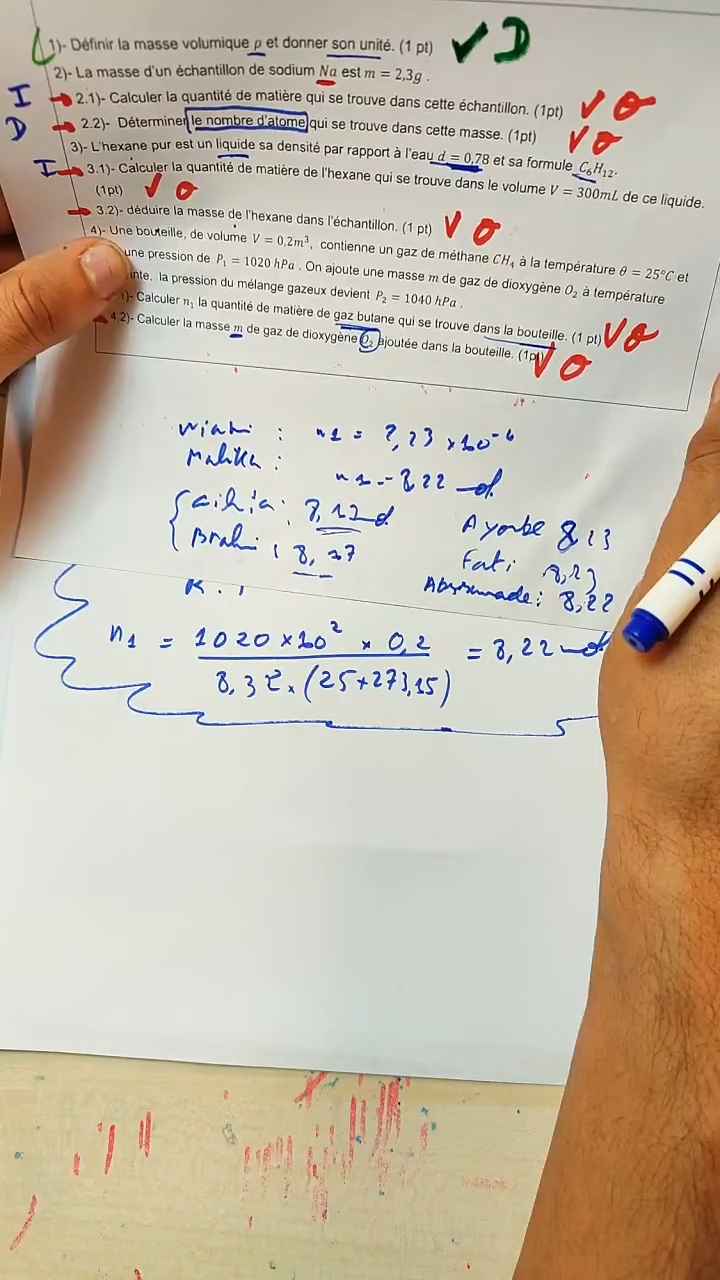 1)- Définir la masse volumique ρ et donner son unité. (1 pt) D
2)- La masse d'un échantillon de sodium Na est m = 2,3g .
I 2.1)- Calculer la quantité de matière qui se trouve dans cette échantillon. (1pt)
D 2.2)- Déterminer le nombre d'atome qui se trouve dans cette masse. (1pt)
3)- L'hexane pur est un liquide sa densité par rapport à l'eau d = 0,78 et sa formule C₆H₁₂.
I 3.1)- Calculer la quantité de matière de l'hexane qui se trouve dans le volume V = 300mL de ce liquide.
(1pt)
3.2)- déduire la masse de l'hexane dans l'échantillon. (1 pt)
4)- Une bouteille, de volume V = 0,2m³, contienne un gaz de méthane CH₄ à la température θ = 25°C et
une pression de P₁ = 1020 hPa . On ajoute une masse m de gaz de dioxygène O₂ à température
inte, la pression du mélange gazeux devient P₂ = 1040 hPa .
)- Calculer n₁ la quantité de matière de gaz butane qui se trouve dans la bouteille. (1 pt)
4.2)- Calculer la masse m de gaz de dioxygène O₂ ajoutée dans la bouteille. (1pt)
: n1 = 8,23 × 10⁻⁶
Malika : n1 = 8,22 mol
8,12
Brahi : 8,27
Ayoube 8,23
Fati 8,23
8,22
n1 = 1020 × 10² × 0,2 = 8,22 mol
8,32 × (25+273,15)